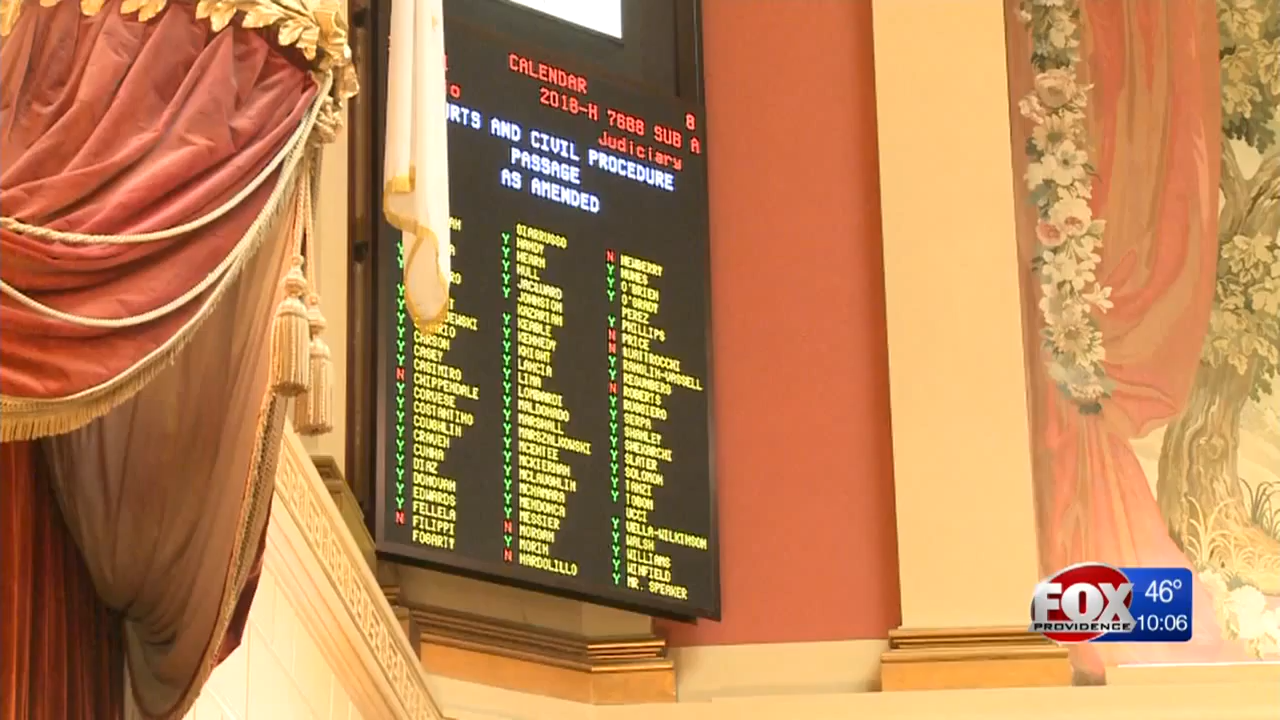 CALENDAR
2018-H 7688 SUB A
8
Judiciary
URTS AND CIVIL PROCEDURE
PASSAGE
AS AMENDED
CARSON
CASEY
CASIMIRO
N CHIPPENDALE
Y CORVESE
Y COSTANTINO
Y COUGHLIN
Y CRAVEN
Y CUNHA
Y DIAZ
Y DONOVAN
Y EDWARDS
Y FELLELA
N FILIPPI
FOGARTY
GIARRUSSO
Y HANDY
Y HEARN
Y HULL
Y JACQUARD
Y JOHNSTON
Y KAZARIAN
Y KEABLE
Y KENNEDY
Y KNIGHT
Y LANCIA
Y LIMA
Y LOMBARDI
Y MALDONADO
Y MARSHALL
Y MARSZALKOWSKI
Y MCENTEE
Y MCKIERNAN
Y MCLAUGHLIN
Y MCNAMARA
Y MENDONCA
Y MESSIER
N MORGAN
Y MORIN
N NARDOLILLO
N NEWBERRY
Y NUNES
Y O'BRIEN
Y O'GRADY
PEREZ
Y PHILLIPS
N PRICE
N QUATTROCCHI
Y RANGLIN-VASSELL
Y REGUNBERG
N ROBERTS
Y RUGGIERO
Y SERPA
Y SHANLEY
Y SHEKARCHI
Y SLATER
Y SOLOMON
Y TANZI
Y TOBON
UCCI
Y VELLA-WILKINSON
Y WALSH
Y WILLIAMS
Y WINFIELD
Y MR. SPEAKER
FOX
PROVIDENCE
46°
10:06